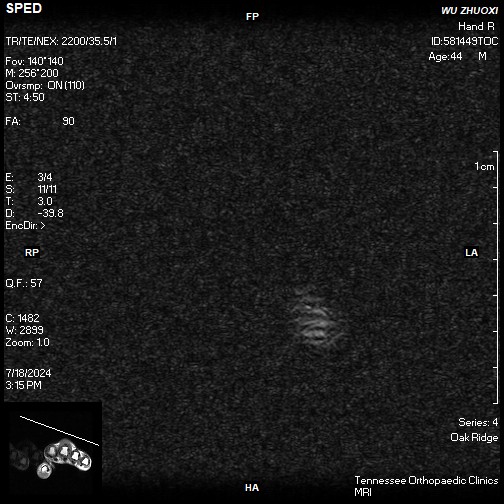 SPED
FP
WU ZHUOXI
Hand R
TR/TE/NEX: 2200/35.5/1
ID:581449TOC
Age:44 M
Fov: 140*140
M: 256*200
Ovrsmp: ON (110)
ST: 4:50
FA: 90
1cm
E: 3/4
S: 11/11
T: 3.0
D: -39.8
EncDir: >
RP
LA
Q.F.: 57
C: 1482
W: 2899
Zoom: 1.0
7/18/2024
3:15 PM
Series: 4
Oak Ridge
HA
Tennessee Orthopaedic Clinics
MRI